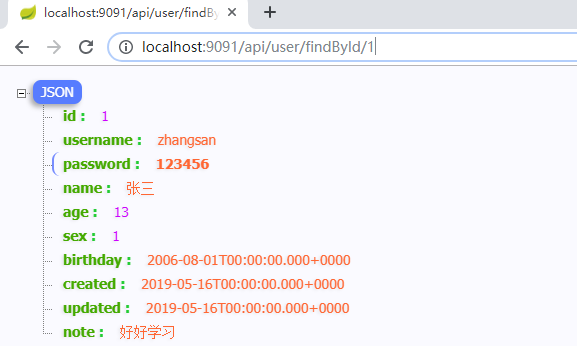 localhost:9091/api/user/findBy
localhost:9091/api/user/findById/1
JSON
id : 1
username : zhangsan
password : 123456
name : 张三
age : 13
sex : 1
birthday : 2006-08-01T00:00:00.000+0000
created : 2019-05-16T00:00:00.000+0000
updated : 2019-05-16T00:00:00.000+0000
note : 好好学习